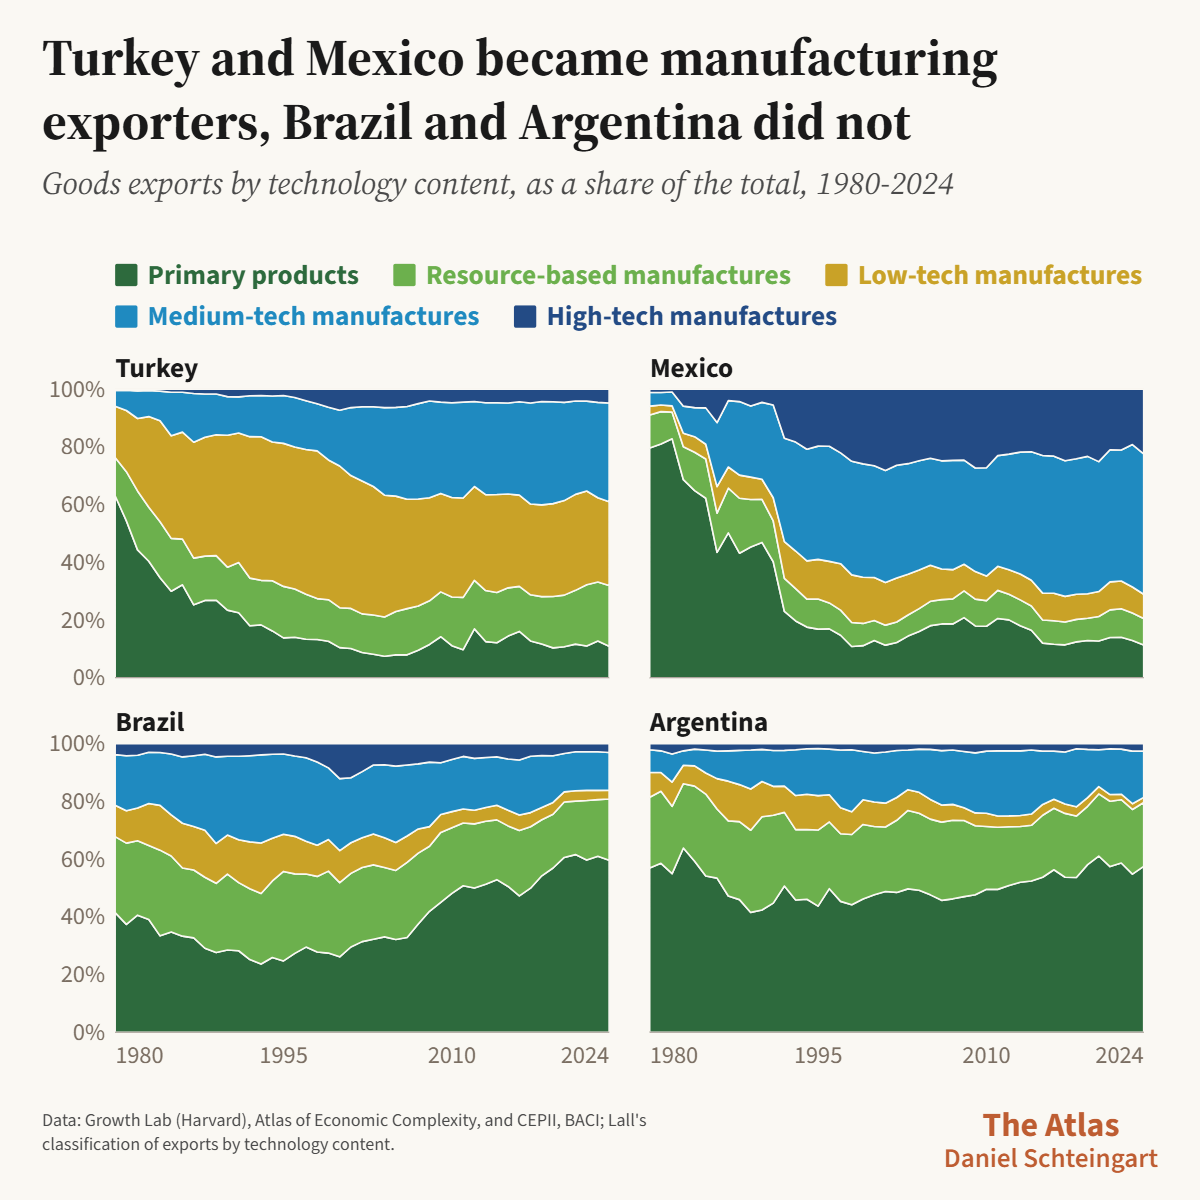 Turkey and Mexico became manufacturing
exporters, Brazil and Argentina did not
Goods exports by technology content, as a share of the total, 1980-2024
Primary products Resource-based manufactures Low-tech manufactures
Medium-tech manufactures High-tech manufactures
Turkey Mexico
100%
80%
60%
40%
20%
0%
Brazil Argentina
100%
80%
60%
40%
20%
0%
1980 1995 2010 2024 1980 1995 2010 2024
Data: Growth Lab (Harvard), Atlas of Economic Complexity, and CEPII, BACI; Lall's
classification of exports by technology content.
The Atlas
Daniel Schteingart